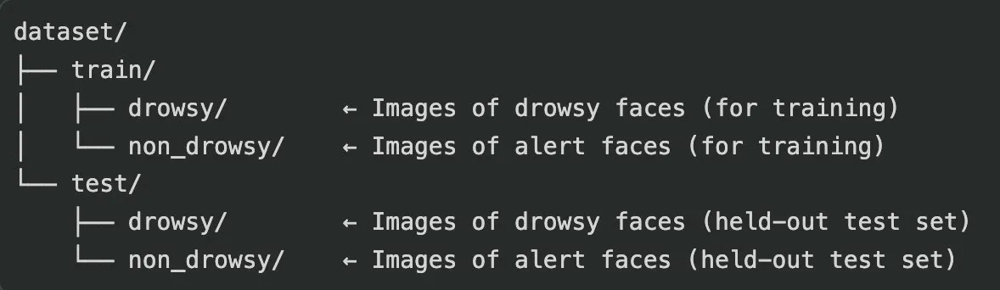 dataset/
├── train/
│   ├── drowsy/        ← Images of drowsy faces (for training)
│   └── non_drowsy/    ← Images of alert faces (for training)
└── test/
    ├── drowsy/        ← Images of drowsy faces (held-out test set)
    └── non_drowsy/    ← Images of alert faces (held-out test set)